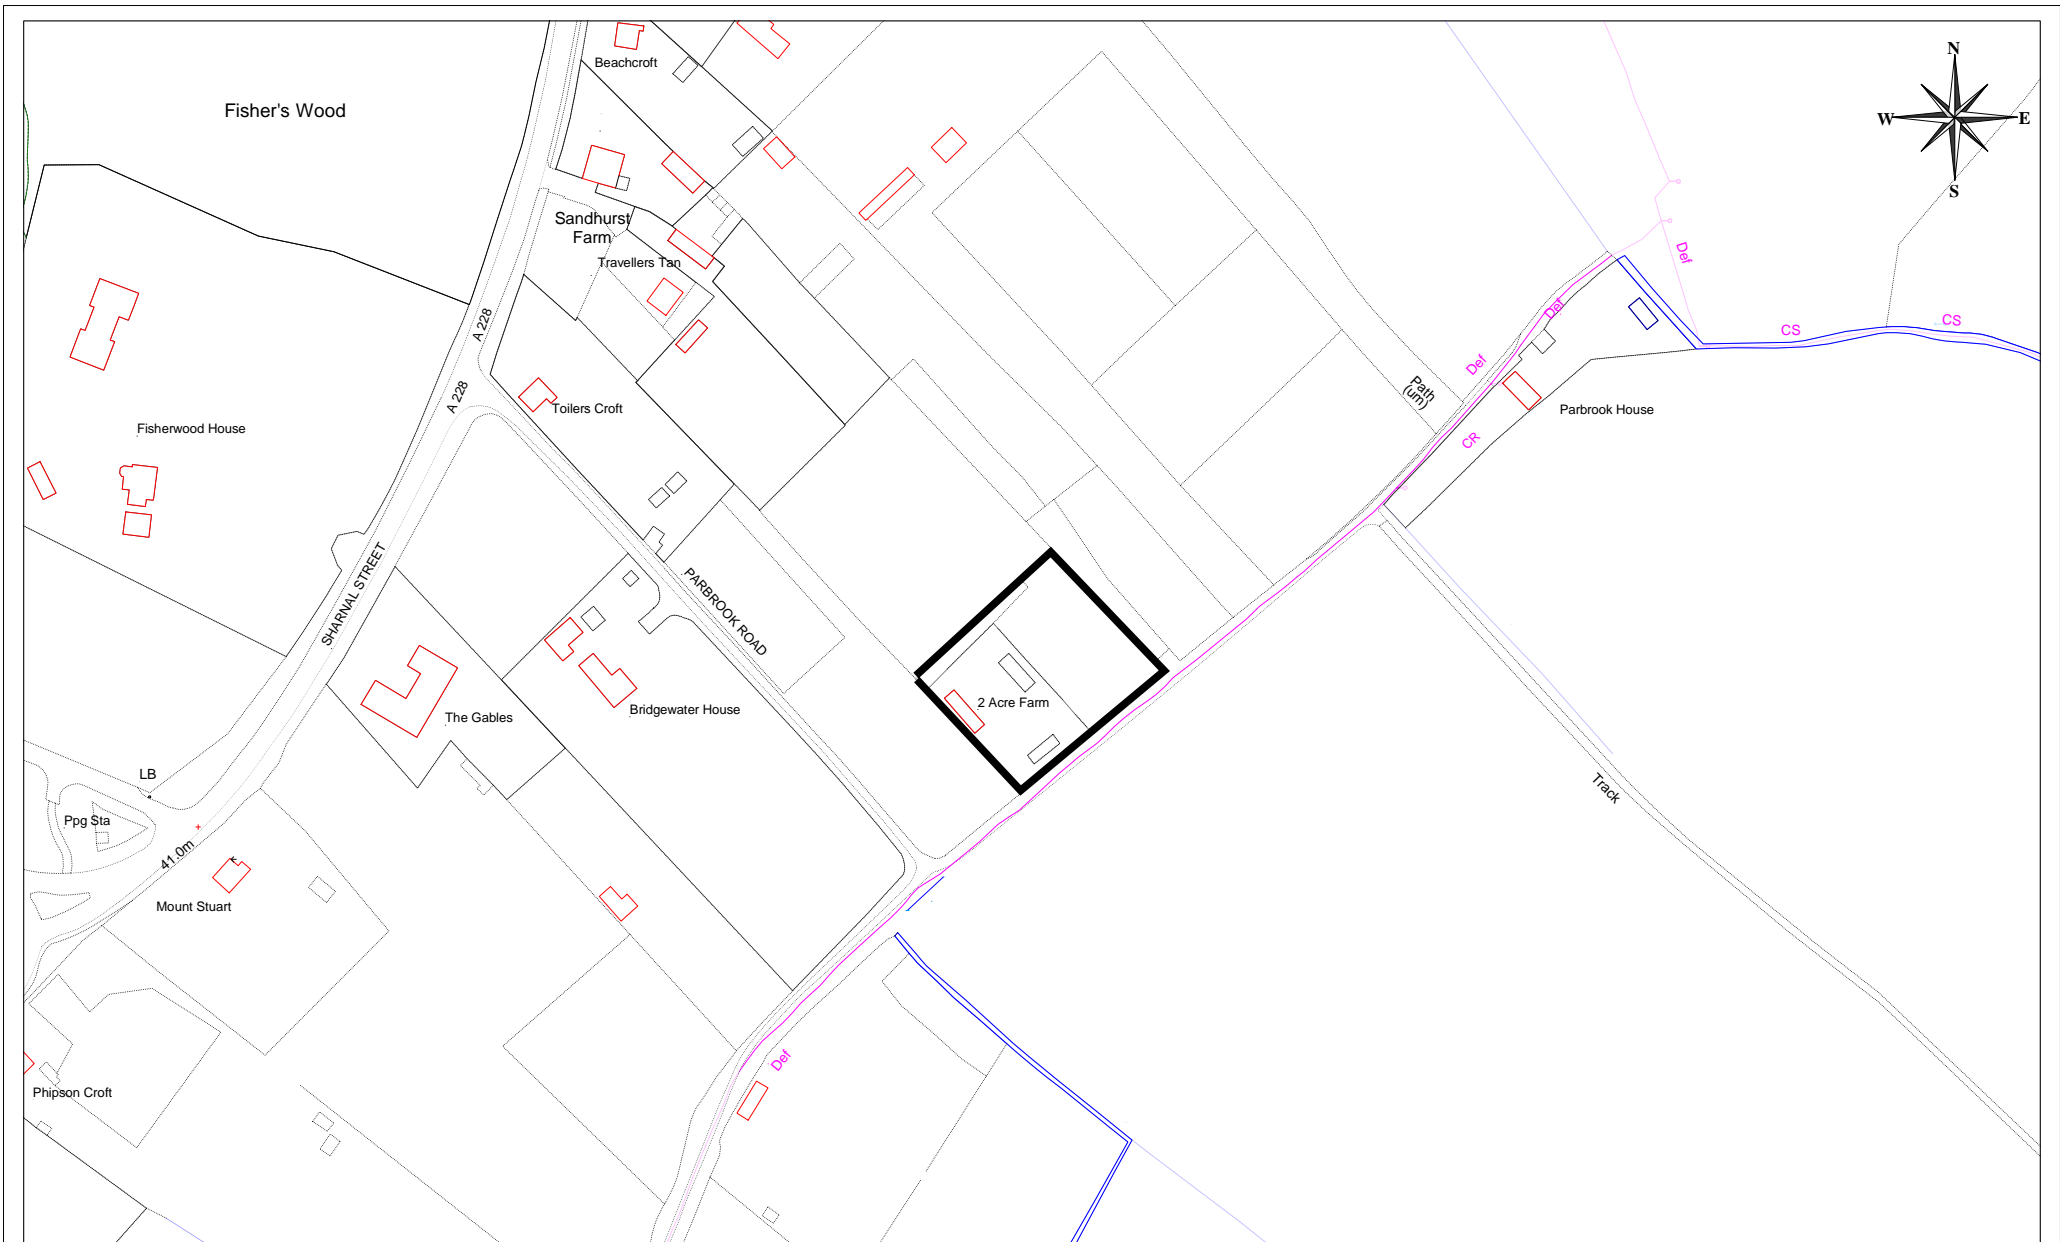 Beachcroft
N
Fisher's Wood
W
E
S
Sandhurst
Farm
Travellers Tan
Def
Def
A 228
CS
CS
Def
A 228
Path
(um)
Toilers Croft
Parbrook House
Fisherwood House
CR
SHARNAL STREET
PARBROOK ROAD
2 Acre Farm
Bridgewater House
The Gables
LB
Track
Ppg Sta
41.0m
Mount Stuart
Def
Phipson Croft